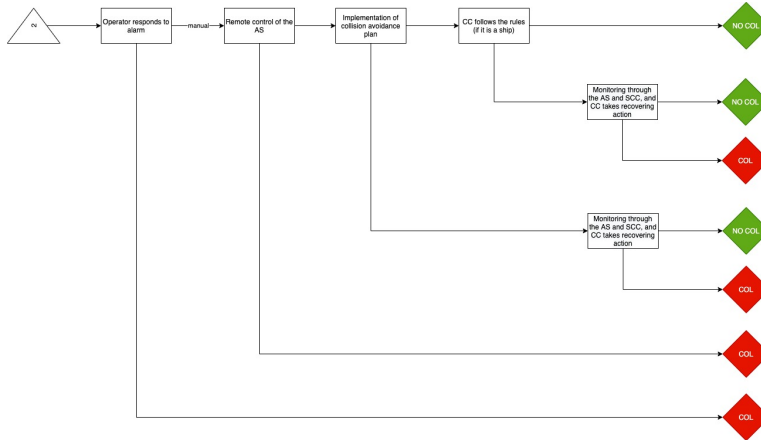 2
Operator responds to
alarm
manual
Remote control of the
AS
Implementation of
collision avoidance
plan
CC follows the rules
(if it is a ship)
NO COL
Monitoring through
the AS and SCC, and
CC takes recovering
action
NO COL
COL
Monitoring through
the AS and SCC, and
CC takes recovering
action
NO COL
COL
COL
COL